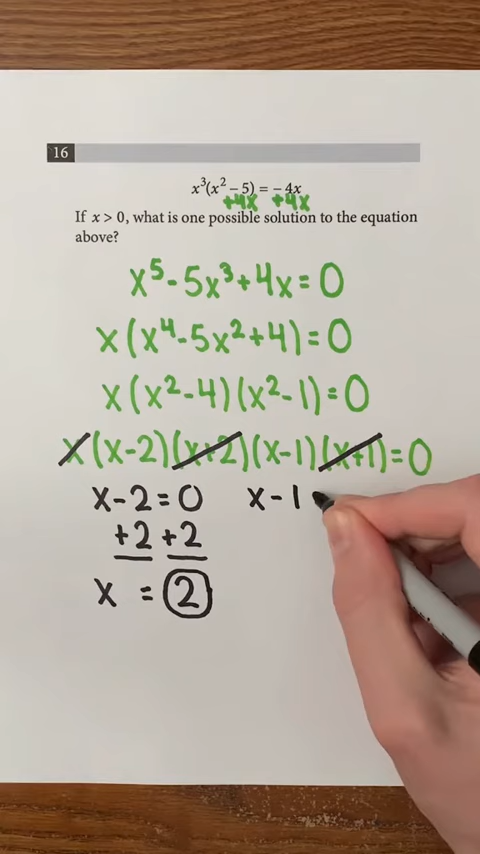 16
x³(x² − 5) = −4x
+4x +4x
If x > 0, what is one possible solution to the equation
above?
x⁵-5x³+4x=0
x(x⁴-5x²+4)=0
x(x²-4)(x²-1)=0
x(x-2)(x+2)(x-1)(x+1)=0
x-2=0 x-1
+2 +2
x = 2